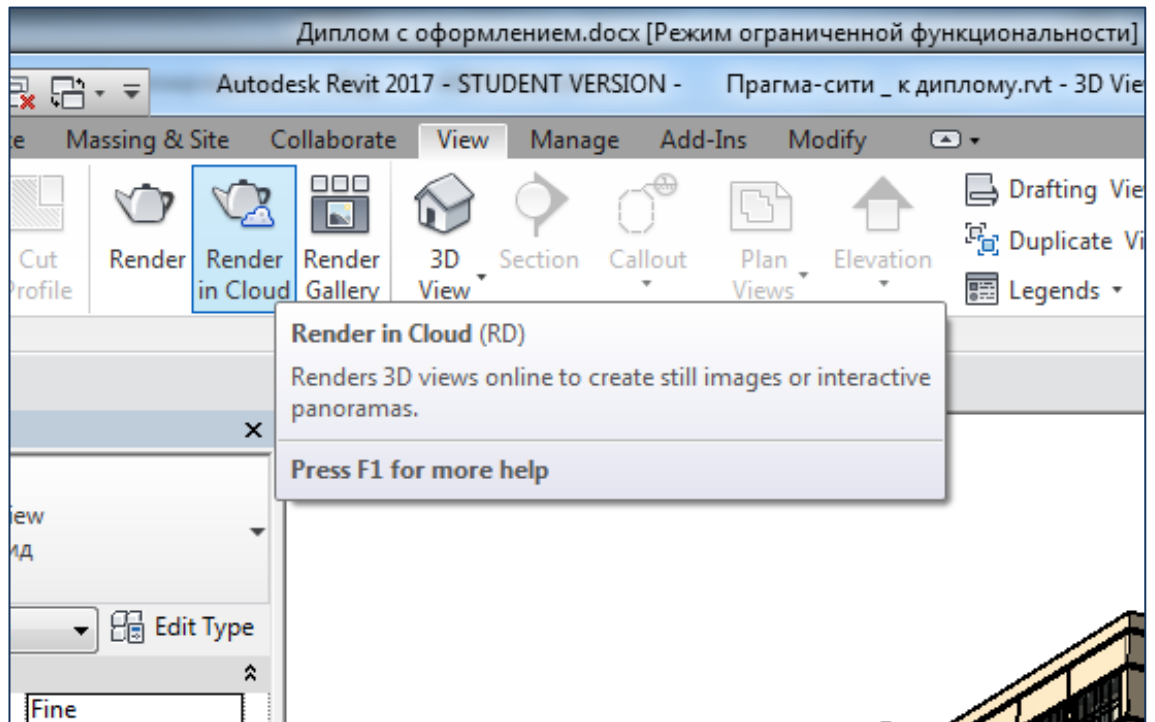 Диплом с оформлением.docx [Режим ограниченной функциональности]
Autodesk Revit 2017 - STUDENT VERSION - Прагма-сити _ к диплому.rvt - 3D Vie
te Massing & Site Collaborate View Manage Add-Ins Modify
Cut Profile
Render
Render in Cloud
Render Gallery
3D View
Section
Callout
Plan Views
Elevation
Drafting Vie
Duplicate Vi
Legends
Render in Cloud (RD)
Renders 3D views online to create still images or interactive
panoramas.
Press F1 for more help
iew
ид
Edit Type
Fine